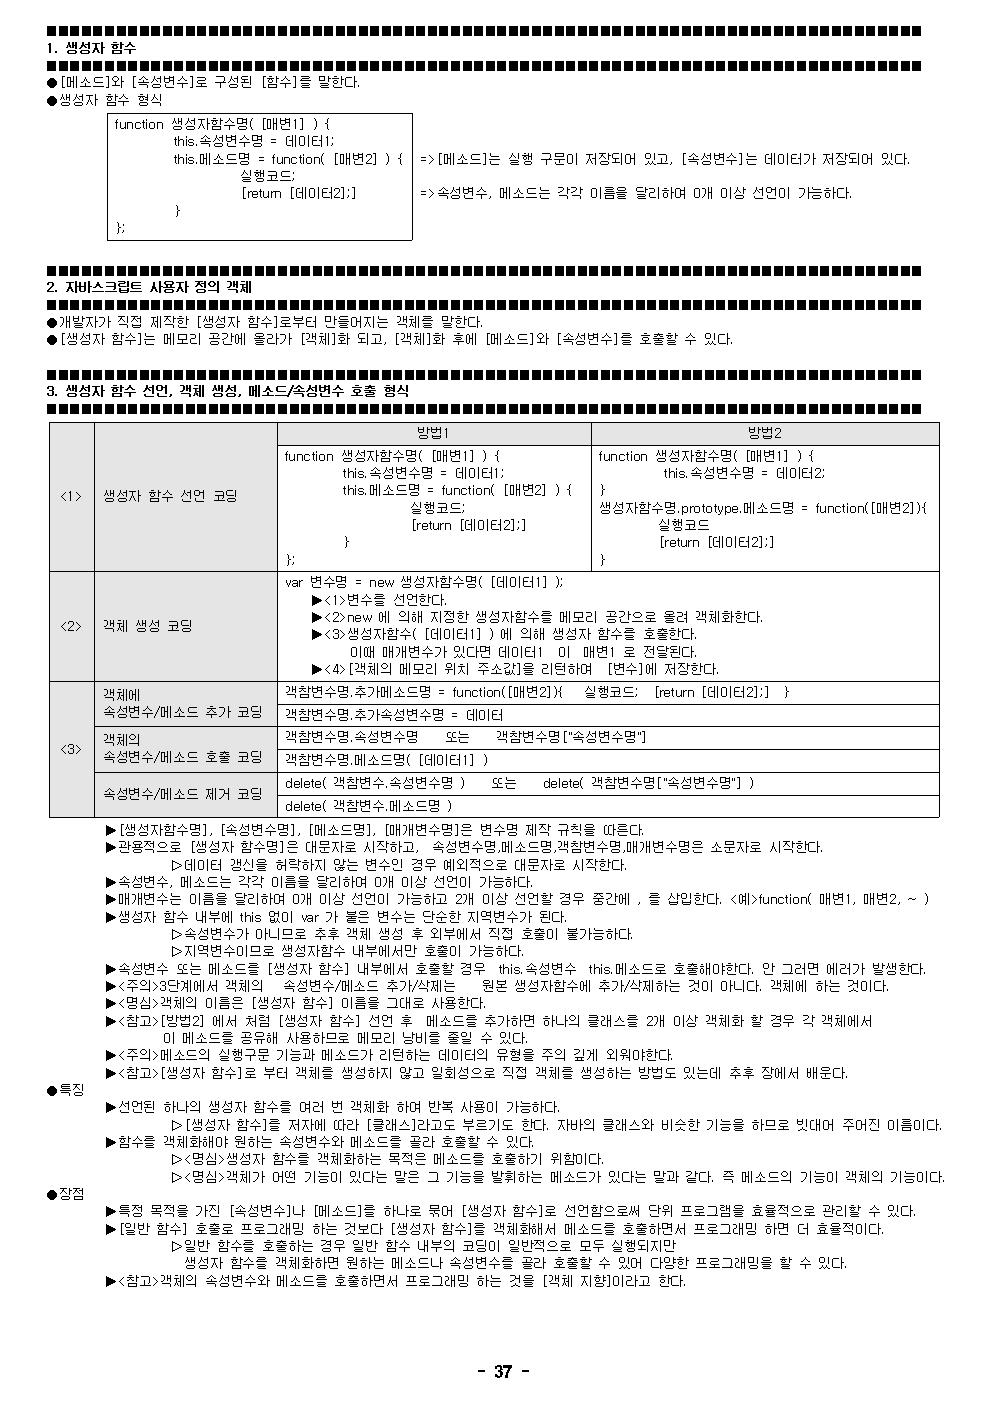 ■■■■■■■■■■■■■■■■■■■■■■■■■■■■■■■■■■■■■■■■■■■■■■■■■■■■■■■■■■■■■■■■■■■■■■■■■■■
1. 생성자 함수
■■■■■■■■■■■■■■■■■■■■■■■■■■■■■■■■■■■■■■■■■■■■■■■■■■■■■■■■■■■■■■■■■■■■■■■■■■■
●[메소드]와 [속성변수]로 구성된 [함수]를 말한다.
●생성자 함수 형식
function 생성자함수명( [매변1] ) {
this.속성변수명 = 데이터1;
this.메소드명 = function( [매변2] ) { =>[메소드]는 실행 구문이 저장되어 있고, [속성변수]는 데이터가 저장되어 있다.
실행코드;
[return [데이터2];] =>속성변수, 메소드는 각각 이름을 달리하여 0개 이상 선언이 가능하다.
}
};
■■■■■■■■■■■■■■■■■■■■■■■■■■■■■■■■■■■■■■■■■■■■■■■■■■■■■■■■■■■■■■■■■■■■■■■■■■■
2. 자바스크립트 사용자 정의 객체
■■■■■■■■■■■■■■■■■■■■■■■■■■■■■■■■■■■■■■■■■■■■■■■■■■■■■■■■■■■■■■■■■■■■■■■■■■■
●개발자가 직접 제작한 [생성자 함수]로부터 만들어지는 객체를 말한다.
●[생성자 함수]는 메모리 공간에 올라가 [객체]화 되고, [객체]화 후에 [메소드]와 [속성변수]를 호출할 수 있다.
■■■■■■■■■■■■■■■■■■■■■■■■■■■■■■■■■■■■■■■■■■■■■■■■■■■■■■■■■■■■■■■■■■■■■■■■■■■
3. 생성자 함수 선언, 객체 생성, 메소드/속성변수 호출 형식
■■■■■■■■■■■■■■■■■■■■■■■■■■■■■■■■■■■■■■■■■■■■■■■■■■■■■■■■■■■■■■■■■■■■■■■■■■■
방법1 방법2
<1> 생성자 함수 선언 코딩
function 생성자함수명( [매변1] ) {
this.속성변수명 = 데이터1;
this.메소드명 = function( [매변2] ) {
실행코드;
[return [데이터2];]
}
};
function 생성자함수명( [매변1] ) {
this.속성변수명 = 데이터2;
}
생성자함수명.prototype.메소드명 = function([매변2]){
실행코드
[return [데이터2];]
}
<2> 객체 생성 코딩
var 변수명 = new 생성자함수명( [데이터1] );
▶<1>변수를 선언한다.
▶<2>new 에 의해 지정한 생성자함수를 메모리 공간으로 올려 객체화한다.
▶<3>생성자함수( [데이터1] ) 에 의해 생성자 함수를 호출한다.
이때 매개변수가 있다면 데이터1 이 매변1 로 전달된다.
▶<4>[객체의 메모리 위치 주소값]을 리턴하여 [변수]에 저장한다.
<3>
객체에
속성변수/메소드 추가 코딩
객참변수명.추가메소드명 = function([매변2]){ 실행코드; [return [데이터2];] }
객참변수명.추가속성변수명 = 데이터
객체의
속성변수/메소드 호출 코딩
객참변수명.속성변수명 또는 객참변수명["속성변수명"]
객참변수명.메소드명( [데이터1] )
속성변수/메소드 제거 코딩
delete( 객참변수.속성변수명 ) 또는 delete( 객참변수명["속성변수명"] )
delete( 객참변수.메소드명 )
▶[생성자함수명], [속성변수명], [메소드명], [매개변수명]은 변수명 제작 규칙을 따른다.
▶관용적으로 [생성자 함수명]은 대문자로 시작하고, 속성변수명,메소드명,객참변수명,매개변수명은 소문자로 시작한다.
▷데이터 갱신을 허락하지 않는 변수인 경우 예외적으로 대문자로 시작한다.
▶속성변수, 메소드는 각각 이름을 달리하여 0개 이상 선언이 가능하다.
▶매개변수는 이름을 달리하여 0개 이상 선언이 가능하고 2개 이상 선언할 경우 중간에 , 를 삽입한다. <예>function( 매변1, 매변2, ~ )
▶생성자 함수 내부에 this 없이 var 가 붙은 변수는 단순한 지역변수가 된다.
▷속성변수가 아니므로 추후 객체 생성 후 외부에서 직접 호출이 불가능하다.
▷지역변수이므로 생성자함수 내부에서만 호출이 가능하다.
▶속성변수 또는 메소드를 [생성자 함수] 내부에서 호출할 경우 this.속성변수 this.메소드로 호출해야한다. 안 그러면 에러가 발생한다.
▶<주의>3단계에서 객체의 속성변수/메소드 추가/삭제는 원본 생성자함수에 추가/삭제하는 것이 아니다. 객체에 하는 것이다.
▶<명심>객체의 이름은 [생성자 함수] 이름을 그대로 사용한다.
▶<참고>[방법2] 에서 처럼 [생성자 함수] 선언 후 메소드를 추가하면 하나의 클래스를 2개 이상 객체화 할 경우 각 객체에서
이 메소드를 공유해 사용하므로 메모리 낭비를 줄일 수 있다.
▶<주의>메소드의 실행구문 기능과 메소드가 리턴하는 데이터의 유형을 주의 깊게 외워야한다.
▶<참고>[생성자 함수]로 부터 객체를 생성하지 않고 일회성으로 직접 객체를 생성하는 방법도 있는데 추후 장에서 배운다.
●특징
▶선언된 하나의 생성자 함수를 여러 번 객체화 하여 반복 사용이 가능하다.
▷[생성자 함수]를 저자에 따라 [클래스]라고도 부르기도 한다. 자바의 클래스와 비슷한 기능을 하므로 빗대어 주어진 이름이다.
▶함수를 객체화해야 원하는 속성변수와 메소드를 골라 호출할 수 있다.
▷<명심>생성자 함수를 객체화하는 목적은 메소드를 호출하기 위함이다.
▷<명심>객체가 어떤 기능이 있다는 말은 그 기능을 발휘하는 메소드가 있다는 말과 같다. 즉 메소드의 기능이 객체의 기능이다.
●장점
▶특정 목적을 가진 [속성변수]나 [메소드]를 하나로 묶어 [생성자 함수]로 선언함으로써 단위 프로그램을 효율적으로 관리할 수 있다.
▶[일반 함수] 호출로 프로그래밍 하는 것보다 [생성자 함수]를 객체화해서 메소드를 호출하면서 프로그래밍 하면 더 효율적이다.
▷일반 함수를 호출하는 경우 일반 함수 내부의 코딩이 일반적으로 모두 실행되지만
생성자 함수를 객체화하면 원하는 메소드나 속성변수를 골라 호출할 수 있어 다양한 프로그래밍을 할 수 있다.
▶<참고>객체의 속성변수와 메소드를 호출하면서 프로그래밍 하는 것을 [객체 지향]이라고 한다.
- 37 -